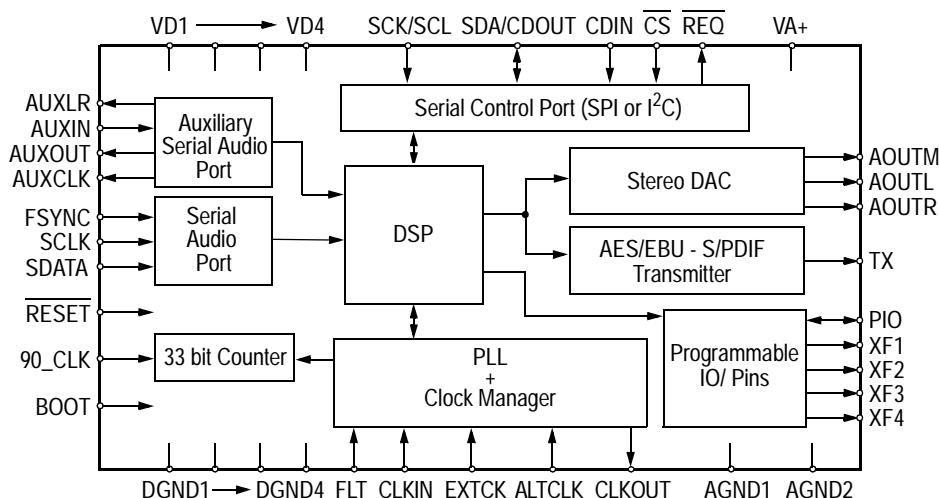 VD1 VD4 SCK/SCL SDA/CDOUT CDIN CS REQ VA+
AUXLR
AUXIN
AUXOUT
AUXCLK
FSYNC
SCLK
SDATA
RESET
90_CLK
BOOT
Auxiliary
Serial Audio
Port
Serial
Audio
Port
33 bit Counter
Serial Control Port (SPI or I²C)
DSP
PLL
+
Clock Manager
Stereo DAC
AES/EBU - S/PDIF
Transmitter
Programmable
IO/ Pins
AOUTM
AOUTL
AOUTR
TX
PIO
XF1
XF2
XF3
XF4
DGND1 DGND4 FLT CLKIN EXTCK ALTCLK CLKOUT AGND1 AGND2